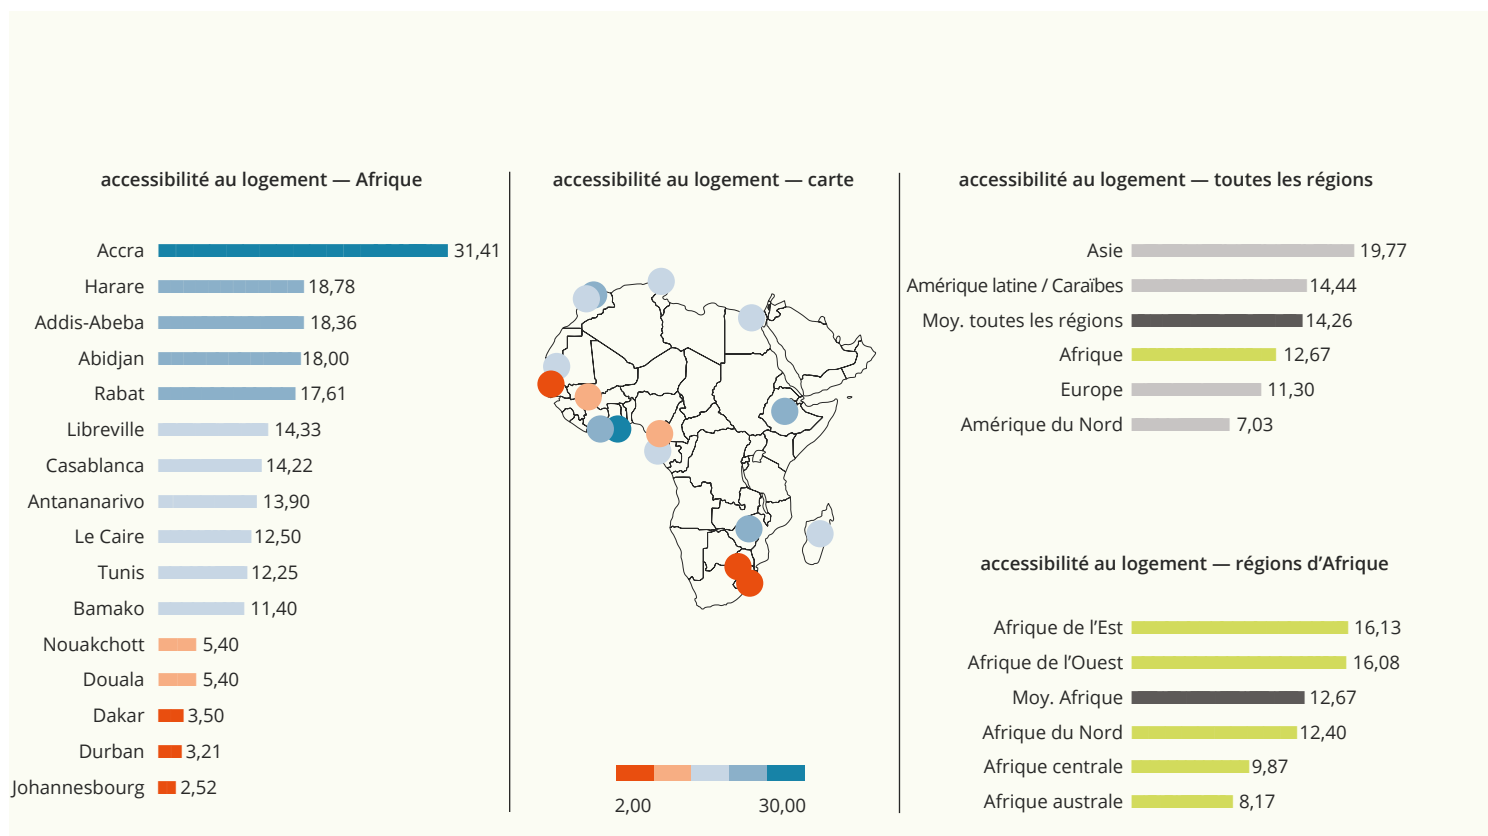 accessibilité au logement — Afrique
Accra 31,41
Harare 18,78
Addis-Abeba 18,36
Abidjan 18,00
Rabat 17,61
Libreville 14,33
Casablanca 14,22
Antananarivo 13,90
Le Caire 12,50
Tunis 12,25
Bamako 11,40
Nouakchott 5,40
Douala 5,40
Dakar 3,50
Durban 3,21
Johannesbourg 2,52
accessibilité au logement — carte
2,00 30,00
accessibilité au logement — toutes les régions
Asie 19,77
Amérique latine / Caraïbes 14,44
Moy. toutes les régions 14,26
Afrique 12,67
Europe 11,30
Amérique du Nord 7,03
accessibilité au logement — régions d’Afrique
Afrique de l’Est 16,13
Afrique de l’Ouest 16,08
Moy. Afrique 12,67
Afrique du Nord 12,40
Afrique centrale 9,87
Afrique australe 8,17